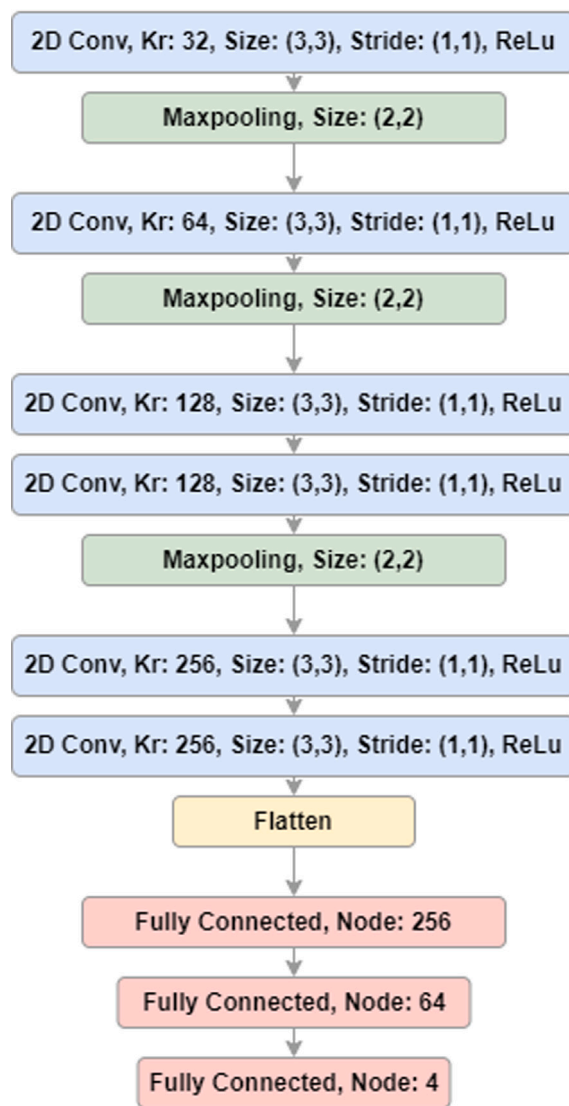 2D Conv, Kr: 32, Size: (3,3), Stride: (1,1), ReLu
Maxpooling, Size: (2,2)
2D Conv, Kr: 64, Size: (3,3), Stride: (1,1), ReLu
Maxpooling, Size: (2,2)
2D Conv, Kr: 128, Size: (3,3), Stride: (1,1), ReLu
2D Conv, Kr: 128, Size: (3,3), Stride: (1,1), ReLu
Maxpooling, Size: (2,2)
2D Conv, Kr: 256, Size: (3,3), Stride: (1,1), ReLu
2D Conv, Kr: 256, Size: (3,3), Stride: (1,1), ReLu
Flatten
Fully Connected, Node: 256
Fully Connected, Node: 64
Fully Connected, Node: 4